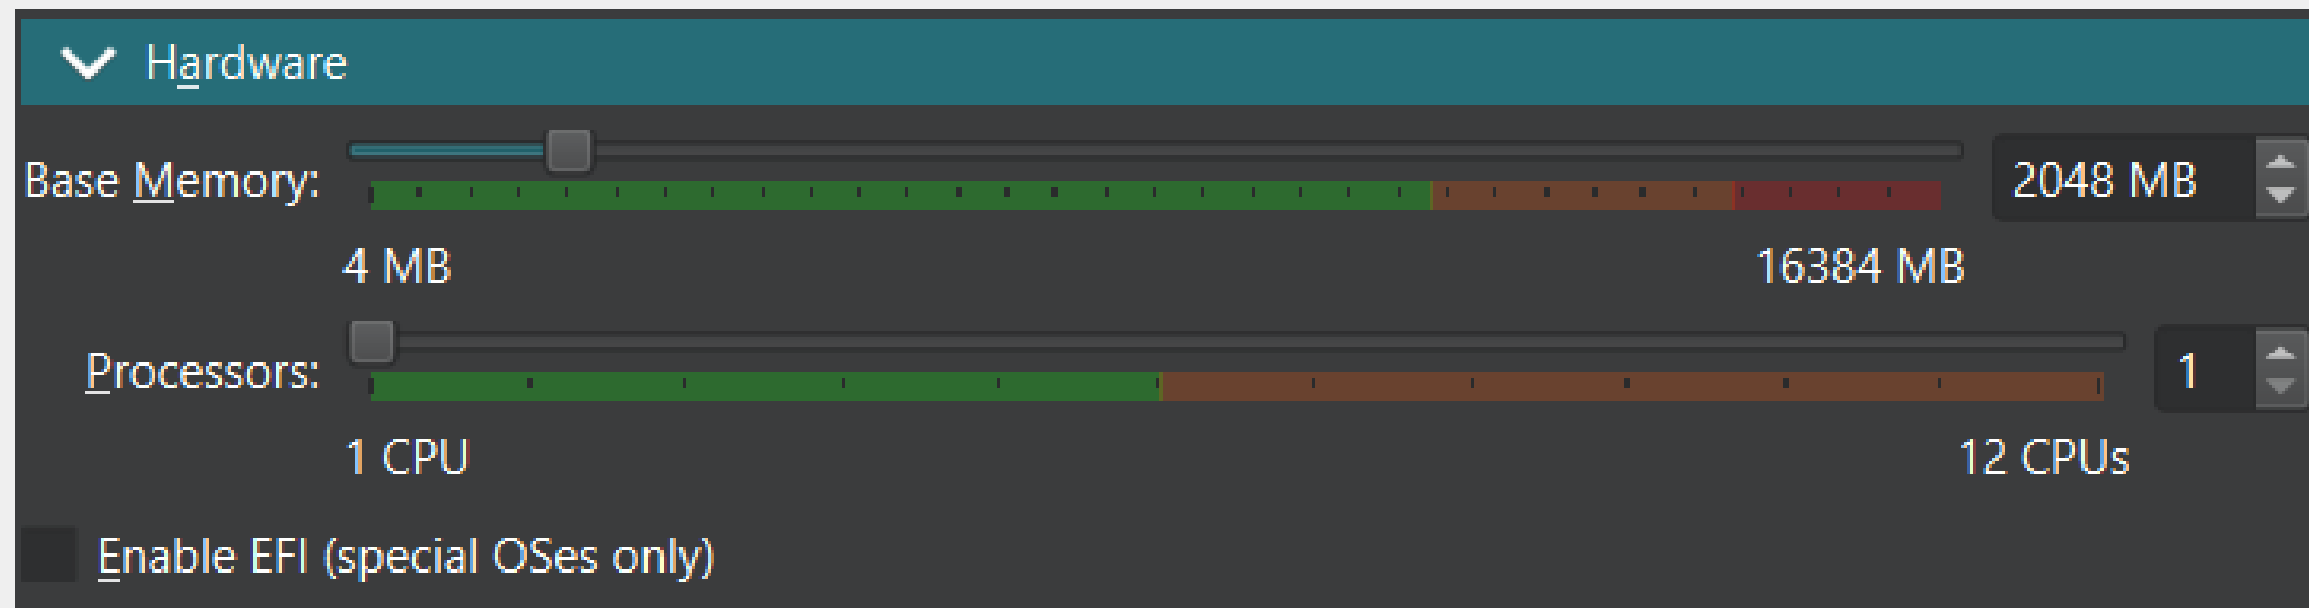 Hardware
Base Memory: 2048 MB
4 MB 16384 MB
Processors: 1
1 CPU 12 CPUs
Enable EFI (special OSes only)